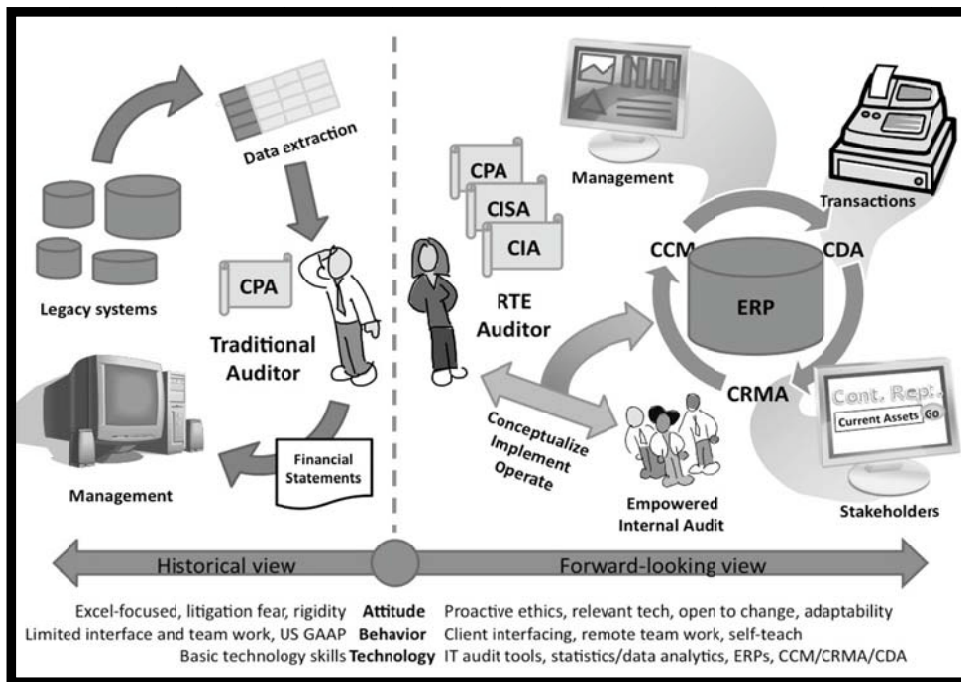 Data extraction
Legacy systems
CPA
Traditional
Auditor
Financial
Statements
Management
CPA
CISA
CIA
RTE
Auditor
Management
Transactions
CCM
CDA
ERP
CRMA
Conceptualize
Implement
Operate
Empowered
Internal Audit
Cont. Rept.
Current Assets Go
Stakeholders
Historical view
Forward-looking view
Excel-focused, litigation fear, rigidity Attitude Proactive ethics, relevant tech, open to change, adaptability
Limited interface and team work, US GAAP Behavior Client interfacing, remote team work, self-teach
Basic technology skills Technology IT audit tools, statistics/data analytics, ERPs, CCM/CRMA/CDA